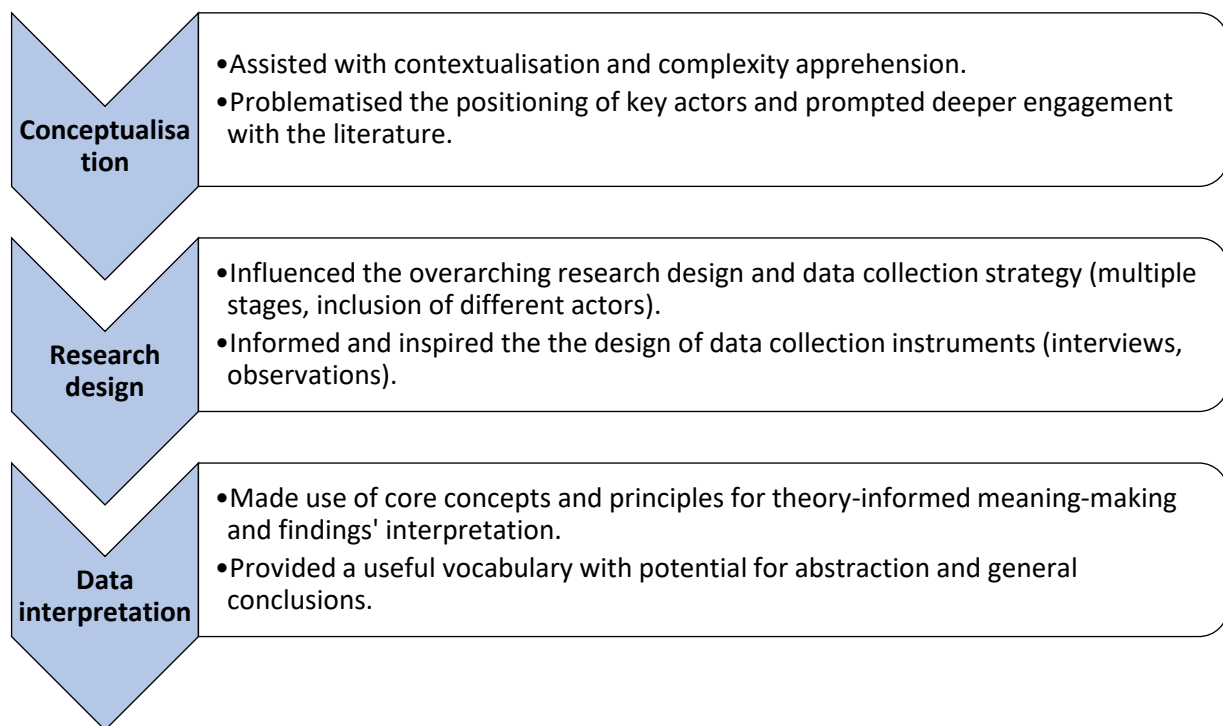 Conceptualisa
tion
•Assisted with contextualisation and complexity apprehension.
•Problematised the positioning of key actors and prompted deeper engagement
with the literature.
Research
design
•Influenced the overarching research design and data collection strategy (multiple
stages, inclusion of different actors).
•Informed and inspired the the design of data collection instruments (interviews,
observations).
Data
interpretation
•Made use of core concepts and principles for theory-informed meaning-making
and findings' interpretation.
•Provided a useful vocabulary with potential for abstraction and general
conclusions.